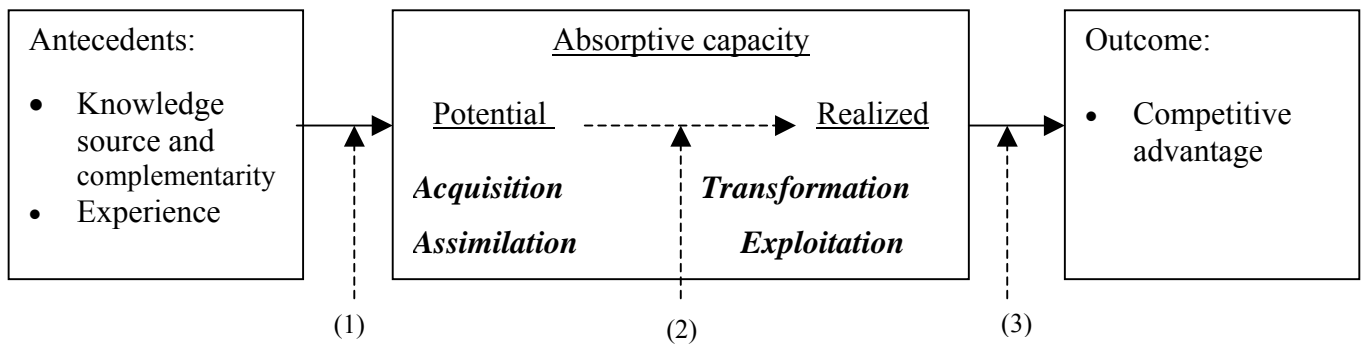 Antecedents:
• Knowledge
source and
complementarity
• Experience
Absorptive capacity
Potential
Realized
Acquisition
Transformation
Assimilation
Exploitation
Outcome:
• Competitive
advantage
(1)
(2)
(3)